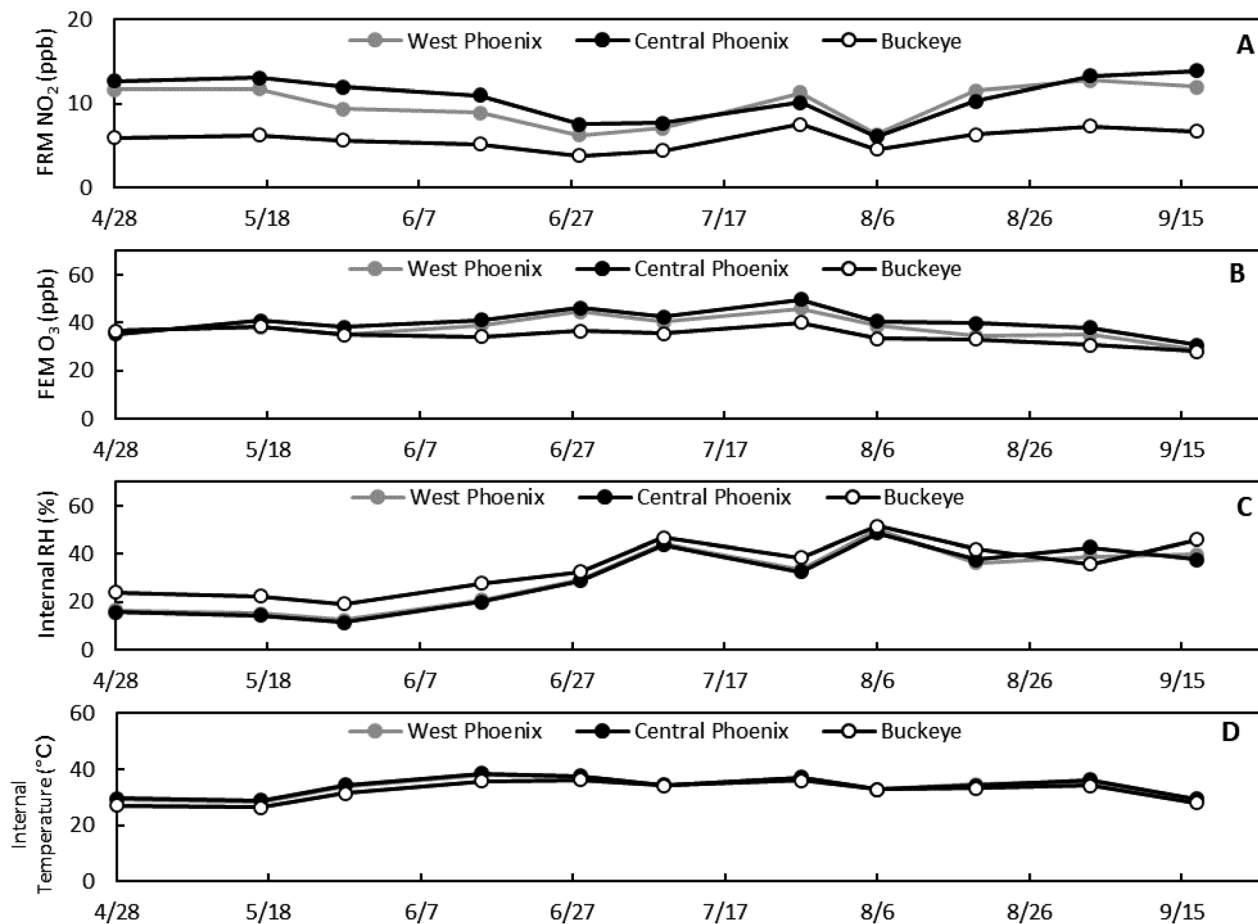 20
West Phoenix Central Phoenix Buckeye
A
10
0
FRM NO₂ (ppb)
4/28 5/18 6/7 6/27 7/17 8/6 8/26 9/15
60
West Phoenix Central Phoenix Buckeye
B
40
20
0
FEM O₃ (ppb)
4/28 5/18 6/7 6/27 7/17 8/6 8/26 9/15
60
West Phoenix Central Phoenix Buckeye
C
40
20
0
Internal RH (%)
4/28 5/18 6/7 6/27 7/17 8/6 8/26 9/15
60
West Phoenix Central Phoenix Buckeye
D
40
20
0
Internal
Temperature (°C)
4/28 5/18 6/7 6/27 7/17 8/6 8/26 9/15